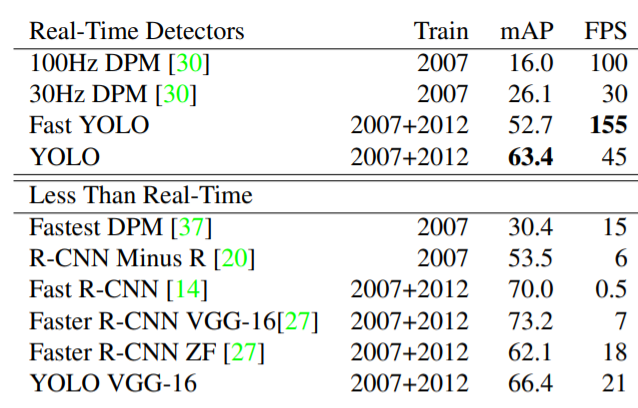 Real-Time Detectors Train mAP FPS
100Hz DPM [30] 2007 16.0 100
30Hz DPM [30] 2007 26.1 30
Fast YOLO 2007+2012 52.7 155
YOLO 2007+2012 63.4 45
Less Than Real-Time
Fastest DPM [37] 2007 30.4 15
R-CNN Minus R [20] 2007 53.5 6
Fast R-CNN [14] 2007+2012 70.0 0.5
Faster R-CNN VGG-16[27] 2007+2012 73.2 7
Faster R-CNN ZF [27] 2007+2012 62.1 18
YOLO VGG-16 2007+2012 66.4 21